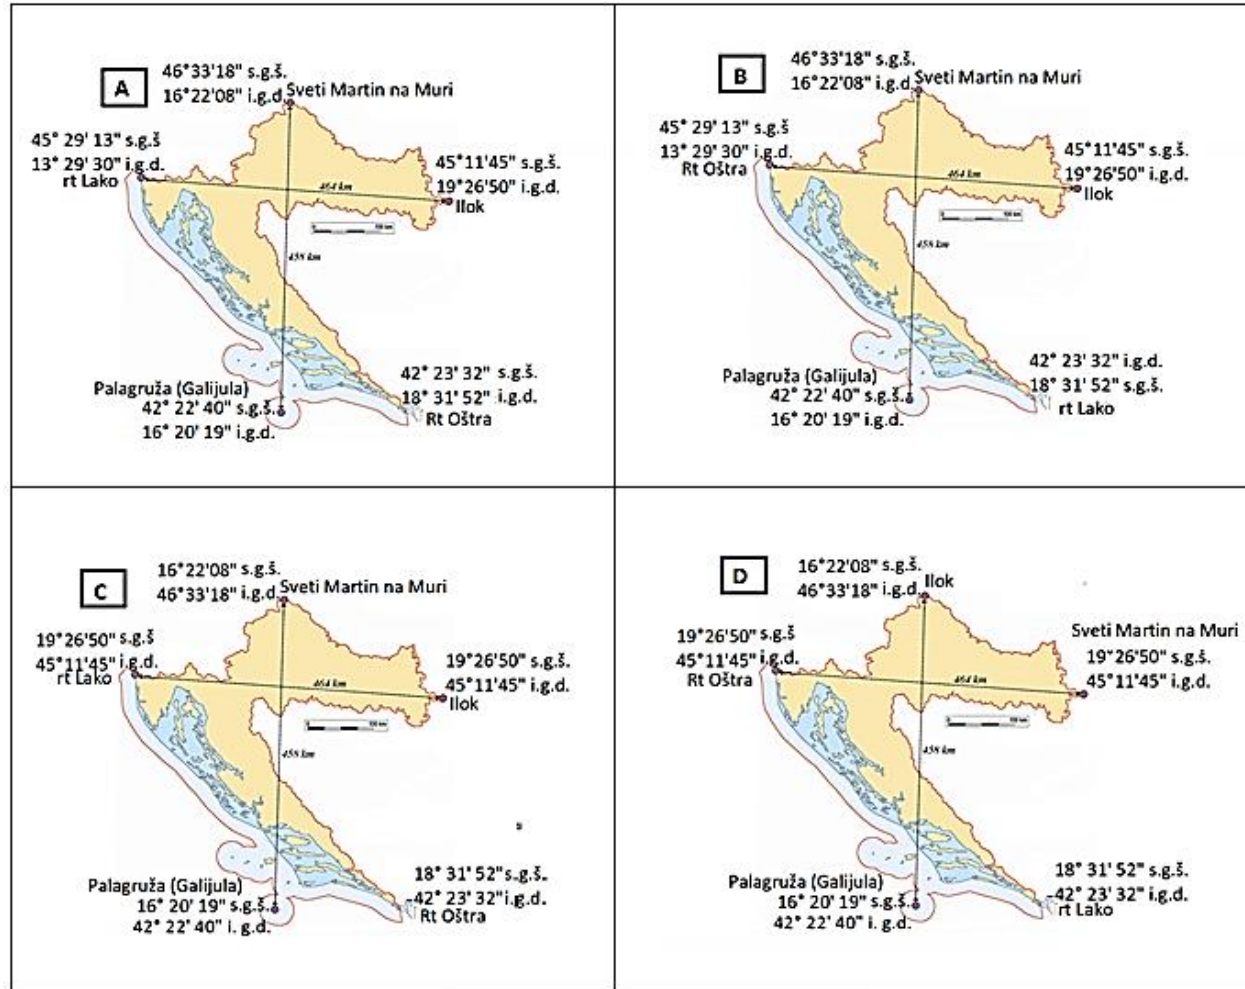 A
46°33'18" s.g.š.
16°22'08" i.g.d.
Sveti Martin na Muri
45° 29' 13" s.g.š
13° 29' 30" i.g.d.
rt Lako
45°11'45" s.g.š.
19°26'50" i.g.d.
Ilok
464 km
458 km
Palagruža (Galijula)
42° 22' 40" s.g.š.
16° 20' 19" i.g.d.
42° 23' 32" s.g.š.
18° 31' 52" i.g.d.
Rt Oštra
B
46°33'18" s.g.š.
16°22'08" i.g.d.
Sveti Martin na Muri
45° 29' 13" s.g.š
13° 29' 30" i.g.d.
Rt Oštra
45°11'45" s.g.š.
19°26'50" i.g.d.
Ilok
464 km
458 km
Palagruža (Galijula)
42° 22' 40" s.g.š.
16° 20' 19" i.g.d.
42° 23' 32" i.g.d.
18° 31' 52" s.g.š.
rt Lako
C
16°22'08" s.g.š.
46°33'18" i.g.d.
Sveti Martin na Muri
19°26'50" s.g.š
45°11'45" i.g.d.
rt Lako
19°26'50" s.g.š.
45°11'45" i.g.d.
Ilok
464 km
458 km
Palagruža (Galijula)
16° 20' 19" s.g.š.
42° 22' 40" i. g.d.
18° 31' 52"s.g.š.
-42° 23' 32"i.g.d.
Rt Oštra
D
16°22'08" s.g.š.
46°33'18" i.g.d.
Ilok
19°26'50" s.g.š
45°11'45" i.g.d.
Rt Oštra
Sveti Martin na Muri
19°26'50" s.g.š.
45°11'45" i.g.d.
464 km
458 km
Palagruža (Galijula)
16° 20' 19" s.g.š.
42° 22' 40" i. g.d.
18° 31' 52"s.g.š.
-42° 23' 32"i.g.d.
rt Lako